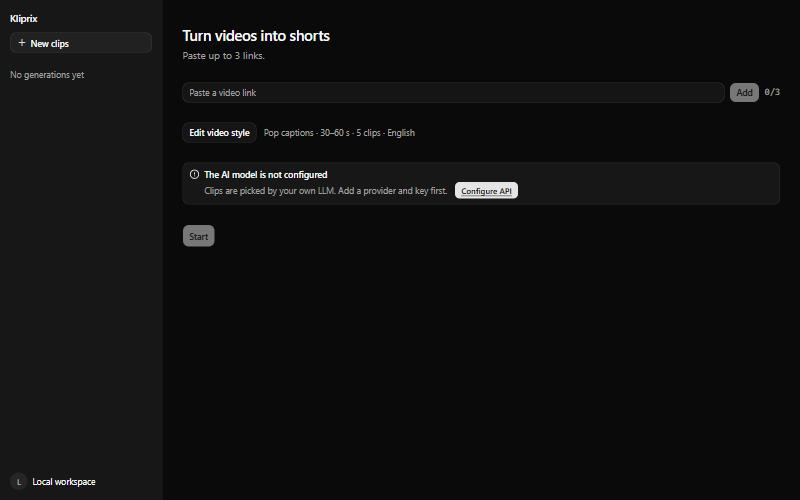 Kliprix
+ New clips
No generations yet
Turn videos into shorts
Paste up to 3 links.
Paste a video link
Add
0/3
Edit video style
Pop captions · 30–60 s · 5 clips · English
The AI model is not configured
Clips are picked by your own LLM. Add a provider and key first.
Configure API
Start
L
Local workspace